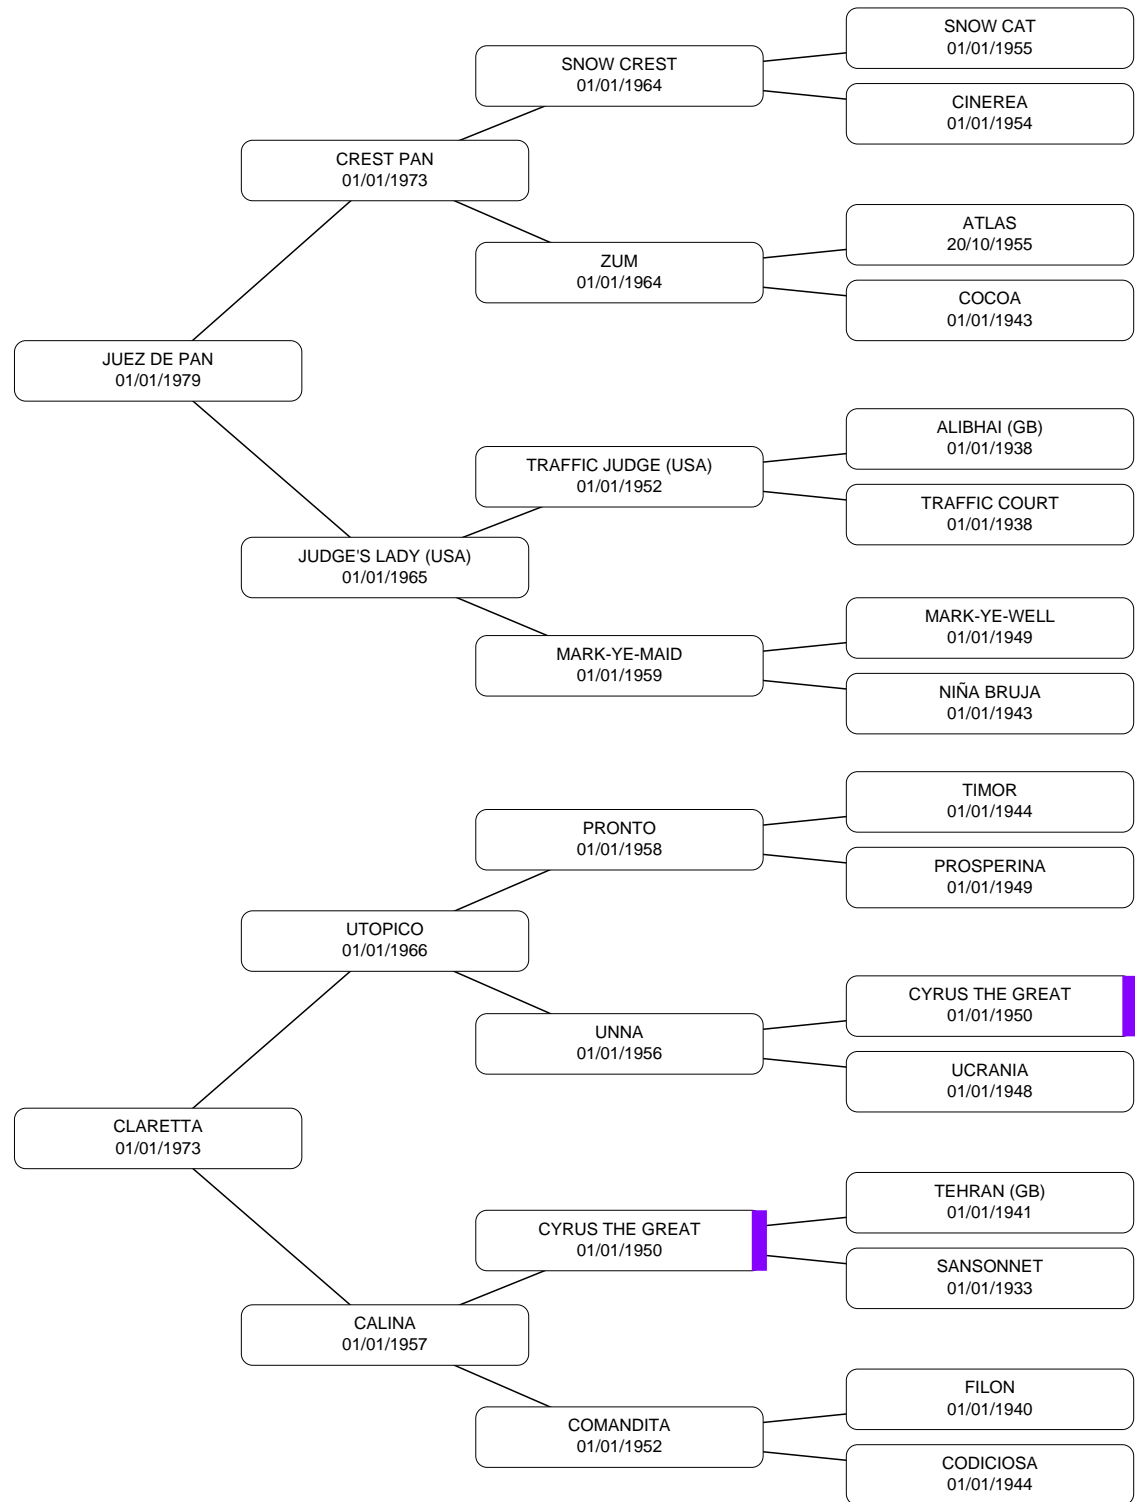 SNOW CAT
01/01/1955
SNOW CREST
01/01/1964
CINEREA
01/01/1954
CREST PAN
01/01/1973
ATLAS
20/10/1955
ZUM
01/01/1964
COCOA
01/01/1943
JUEZ DE PAN
01/01/1979
ALIBHAI (GB)
01/01/1938
TRAFFIC JUDGE (USA)
01/01/1952
TRAFFIC COURT
01/01/1938
JUDGE'S LADY (USA)
01/01/1965
MARK-YE-WELL
01/01/1949
MARK-YE-MAID
01/01/1959
NIÑA BRUJA
01/01/1943
TIMOR
01/01/1944
PRONTO
01/01/1958
PROSPERINA
01/01/1949
UTOPICO
01/01/1966
CYRUS THE GREAT
01/01/1950
UNNA
01/01/1956
UCRANIA
01/01/1948
CLARETTA
01/01/1973
TEHRAN (GB)
01/01/1941
CYRUS THE GREAT
01/01/1950
SANSONNET
01/01/1933
CALINA
01/01/1957
FILON
01/01/1940
COMANDITA
01/01/1952
CODICIOSA
01/01/1944